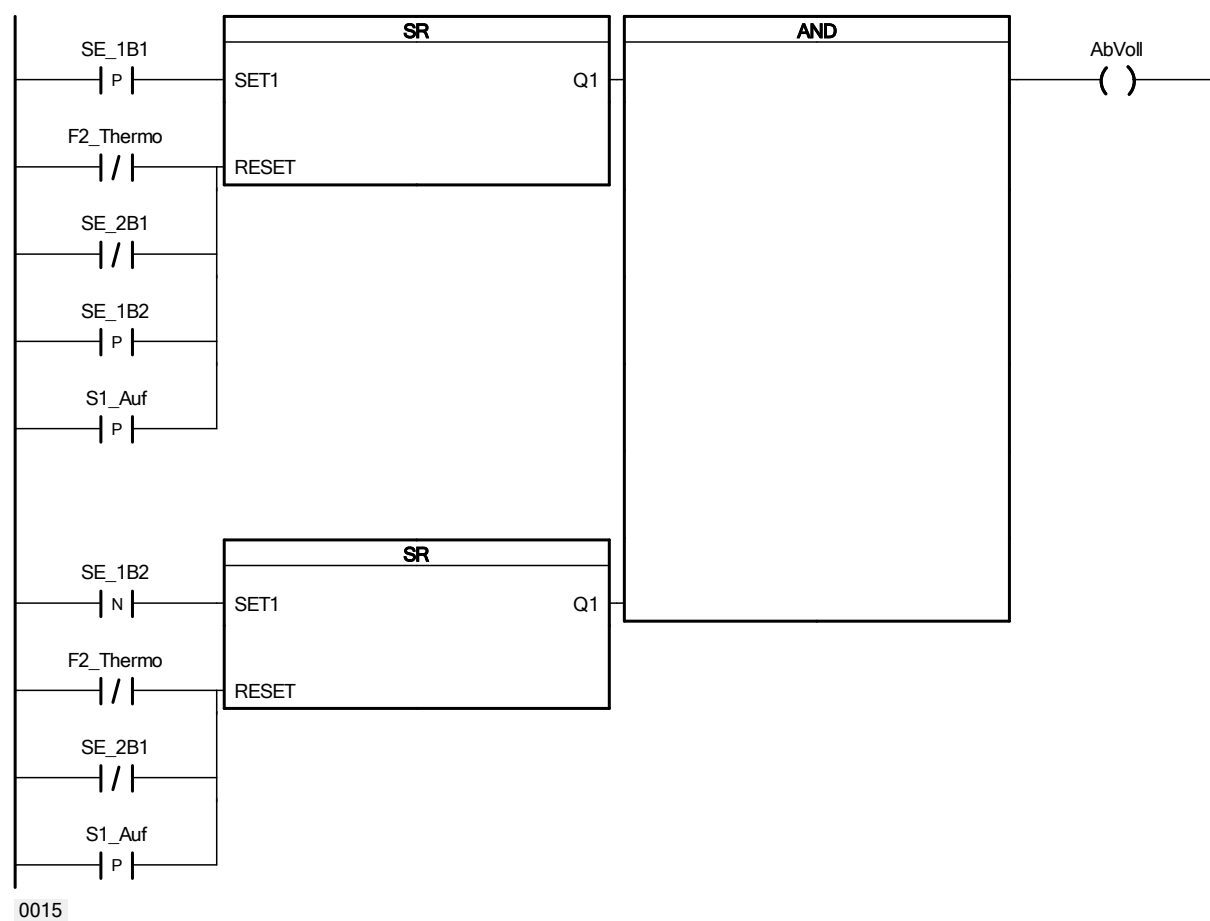 SR
AND
SE_1B1
AbVoll
P
SET1
Q1
F2_Thermo
/
RESET
SE_2B1
/
SE_1B2
P
S1_Auf
P
SR
SE_1B2
N
SET1
Q1
F2_Thermo
/
RESET
SE_2B1
/
S1_Auf
P
0015